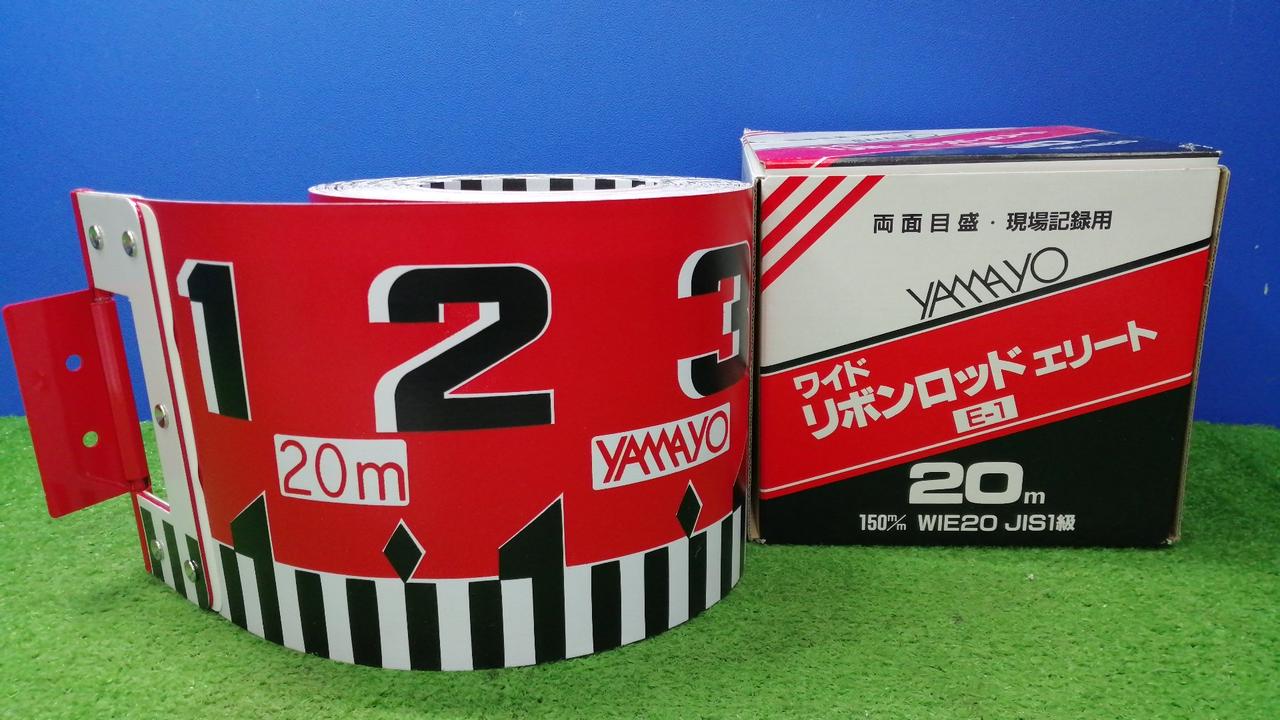 1 2 3
20m
YAMAYO
両面目盛・現場記録用
YAMAYO
ワイド
リボンロッド エリート
E-1
20m
150m/m WIE20 JIS1級